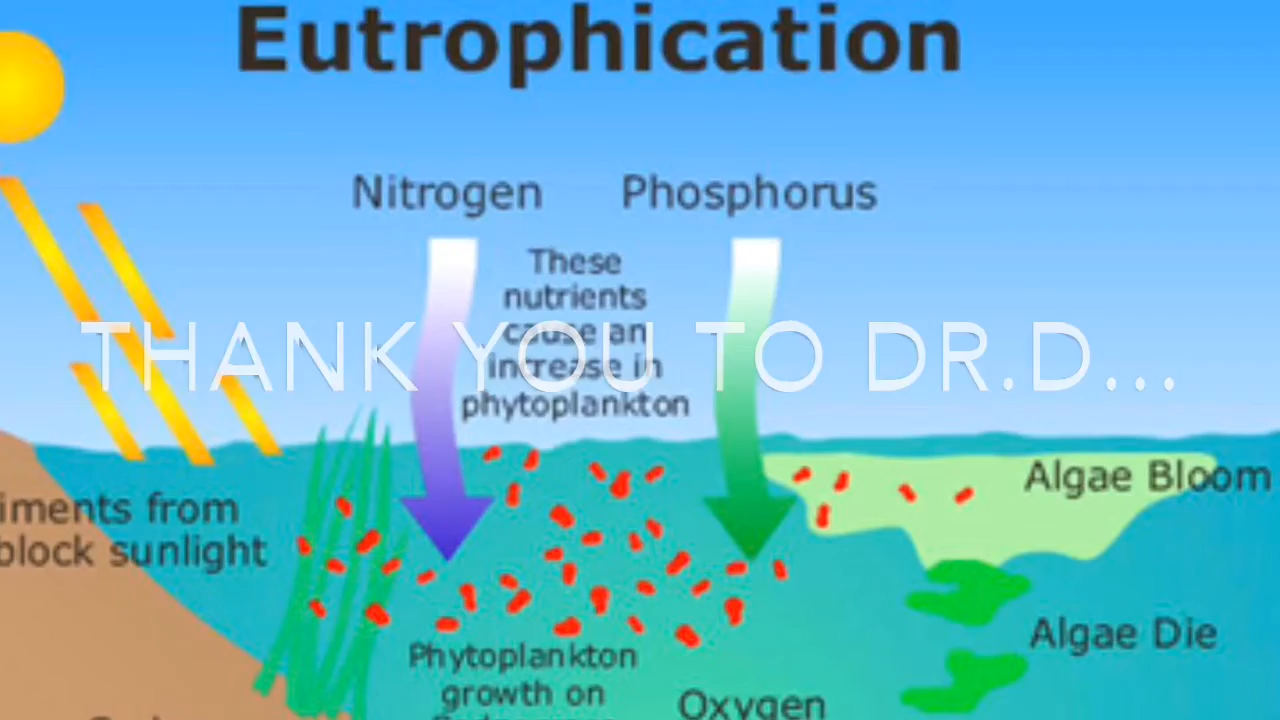 Eutrophication
Nitrogen
Phosphorus
These
nutrients
cause an
increase in
phytoplankton
THANK YOU TO DR.D...
Algae Bloom
iments from
block sunlight
Algae Die
Phytoplankton
growth on
Oxygen